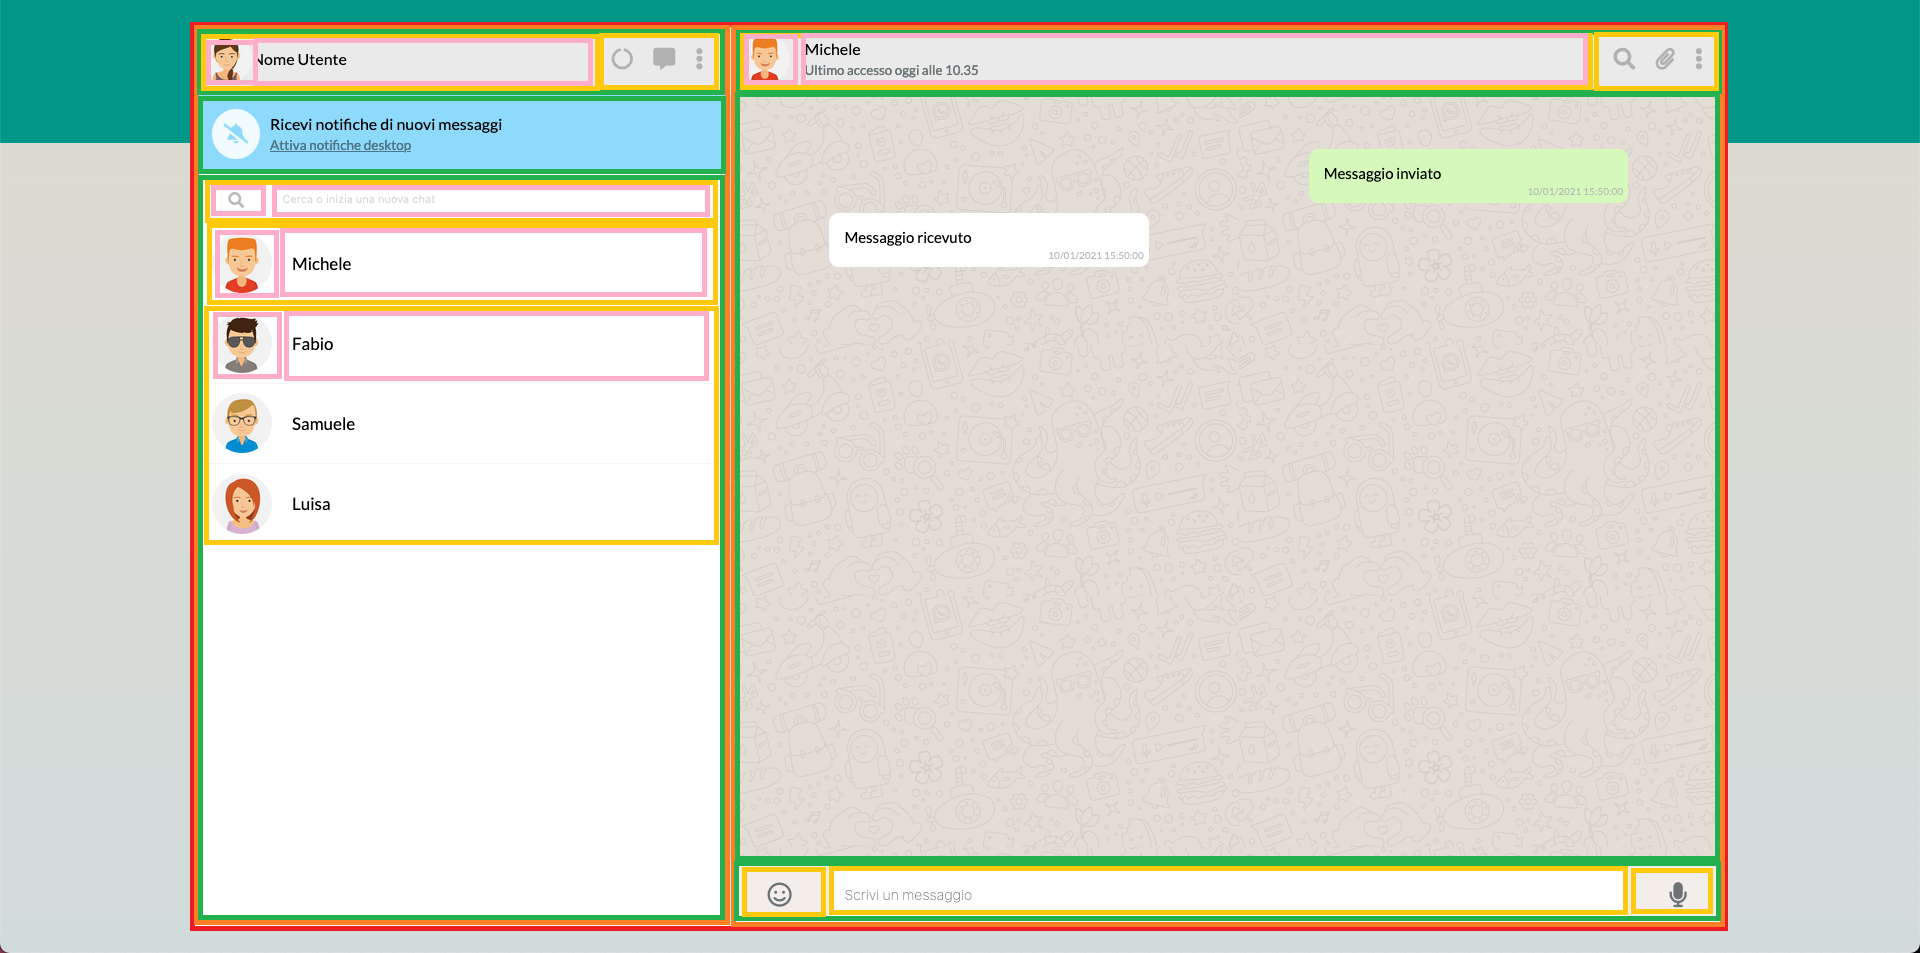 Nome Utente
Ricevi notifiche di nuovi messaggi
Attiva notifiche desktop
Cerca o inizia una nuova chat
Michele
Fabio
Samuele
Luisa
Michele
Ultimo accesso oggi alle 10.35
Messaggio inviato
10/01/2021 15:50:00
Messaggio ricevuto
10/01/2021 15:50:00
Scrivi un messaggio